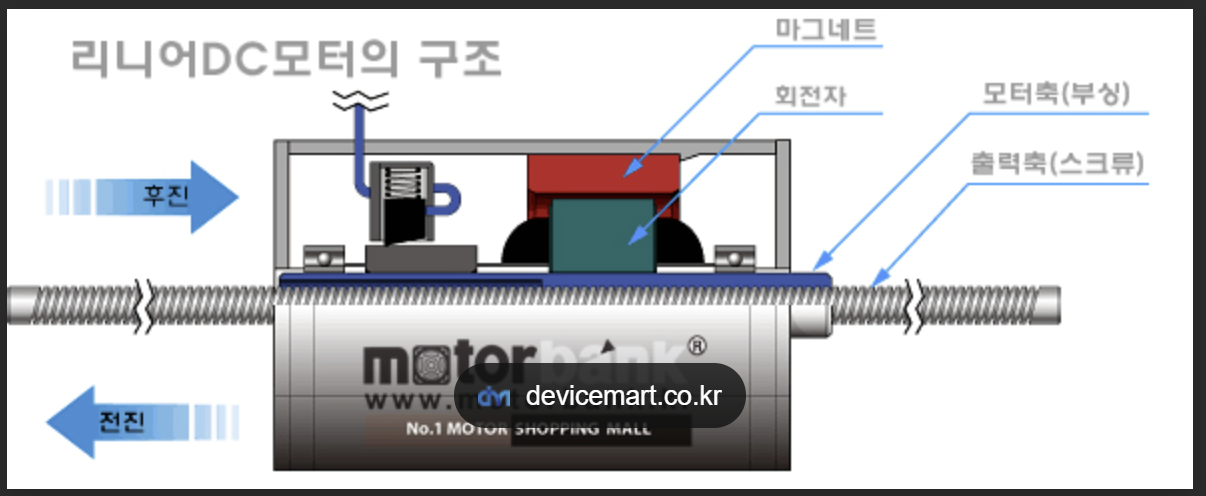 리니어DC모터의 구조
마그네트
회전자
모터축(부싱)
출력축(스크류)
후진
전진
motorbank®
devicemart.co.kr
www.
No.1 MOTOR SHOPPING MALL